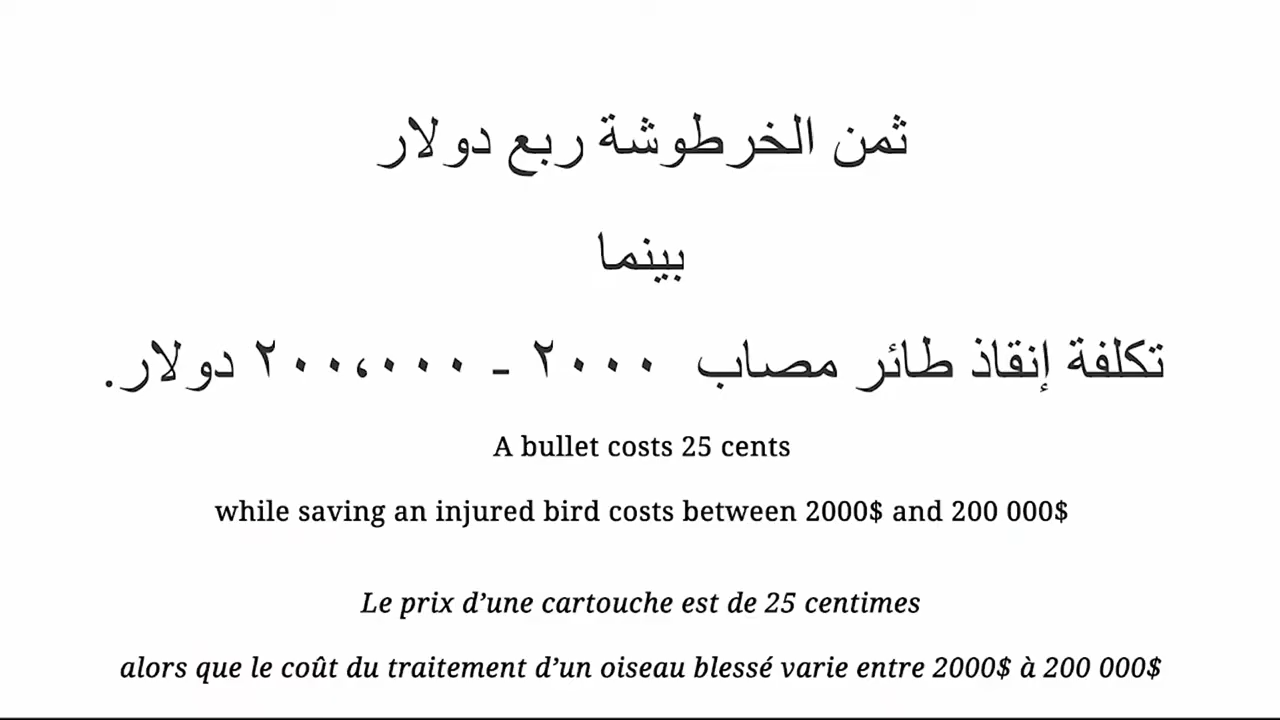 ثمن الخرطوشة ربع دولار
بينما
تكلفة إنقاذ طائر مصاب ٢٠٠٠ - ٢٠٠،٠٠٠ دولار.
A bullet costs 25 cents
while saving an injured bird costs between 2000$ and 200 000$
Le prix d’une cartouche est de 25 centimes
alors que le coût du traitement d’un oiseau blessé varie entre 2000$ à 200 000$